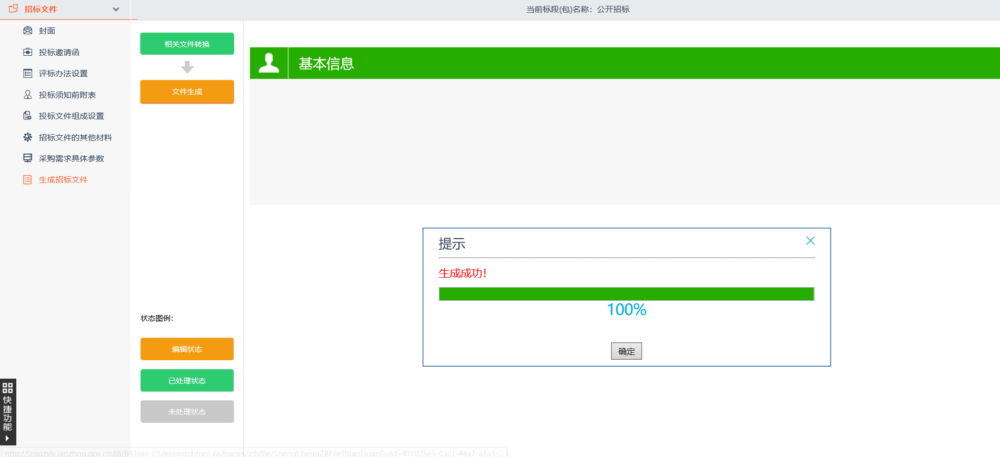 招标文件
当前标段(包)名称：公开招标
封面
投标邀请函
评标办法设置
投标须知前附表
投标文件组成设置
招标文件的其他材料
采购需求具体参数
生成招标文件
相关文件转换
文件生成
基本信息
提示
生成成功！
100%
确定
状态图例：
编辑状态
已处理状态
未处理状态
快捷功能
http://lzggzyjy.lanzhou.gov.cn:88/BSTool_CS/epointzbtool_bs/pages/ztbfile/ShengChengZBFile?BiaoDuanGuid=411075e5-03c1-44a7-a1a1-...